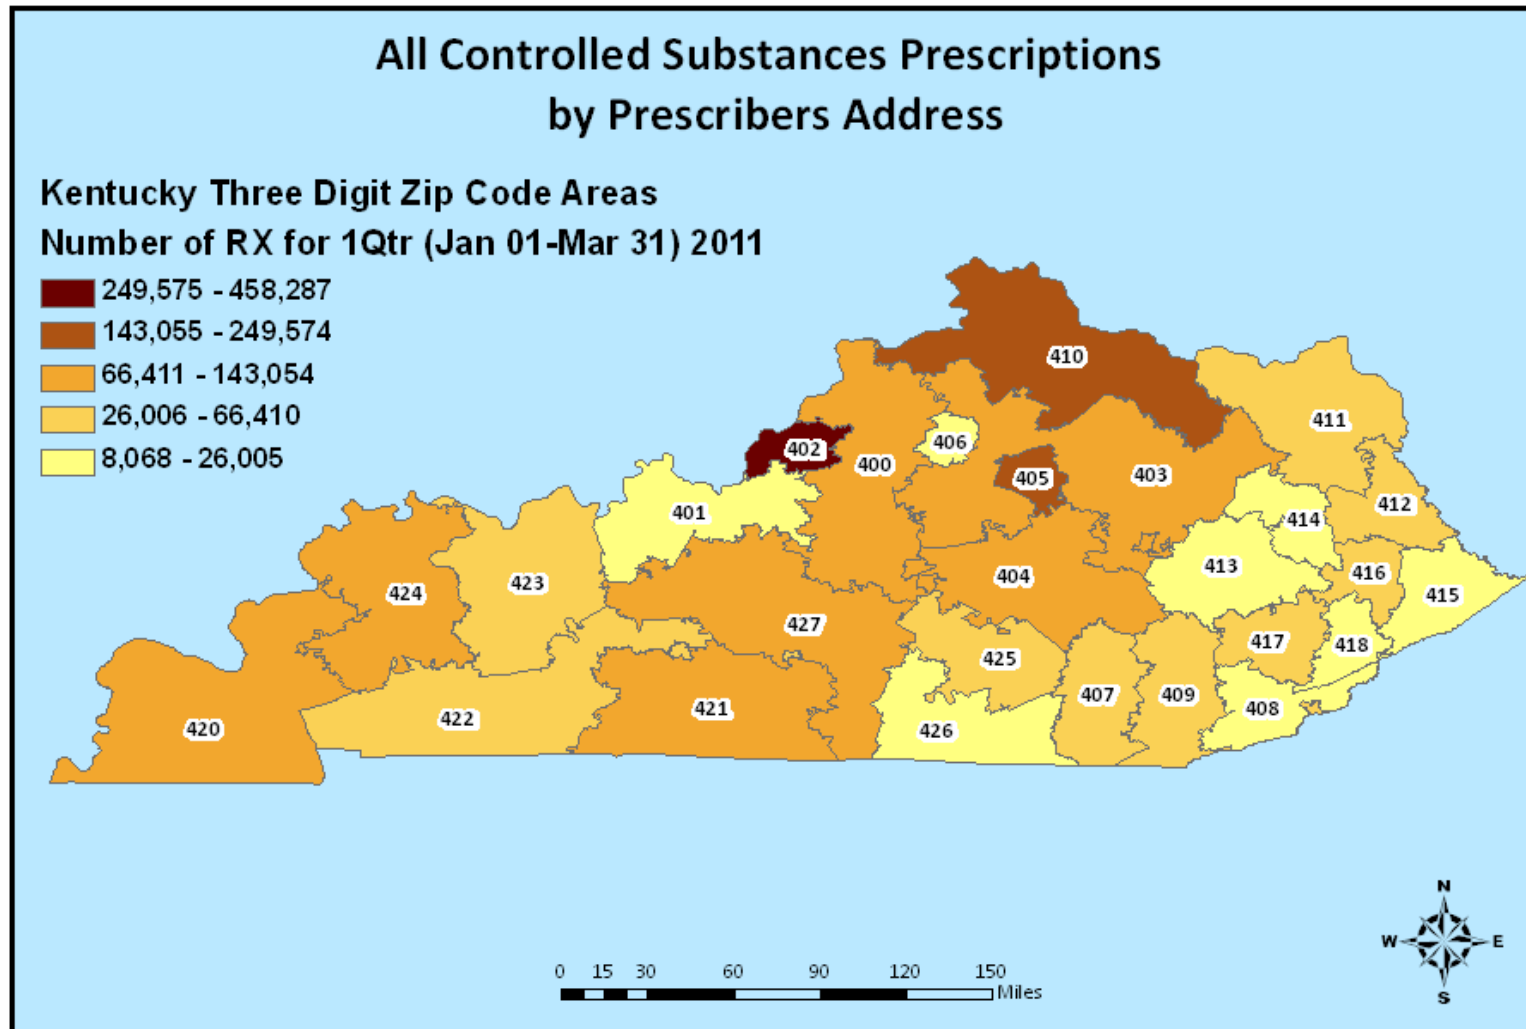 All Controlled Substances Prescriptions
by Prescribers Address
Kentucky Three Digit Zip Code Areas
Number of RX for 1Qtr (Jan 01-Mar 31) 2011
249,575 - 458,287
143,055 - 249,574
66,411 - 143,054
26,006 - 66,410
8,068 - 26,005
410
411
406
402
400
405
403
412
401
414
413
416
404
423
424
415
427
417
418
425
407
409
408
421
422
420
426
N
W E
S
0 15 30 60 90 120 150
Miles